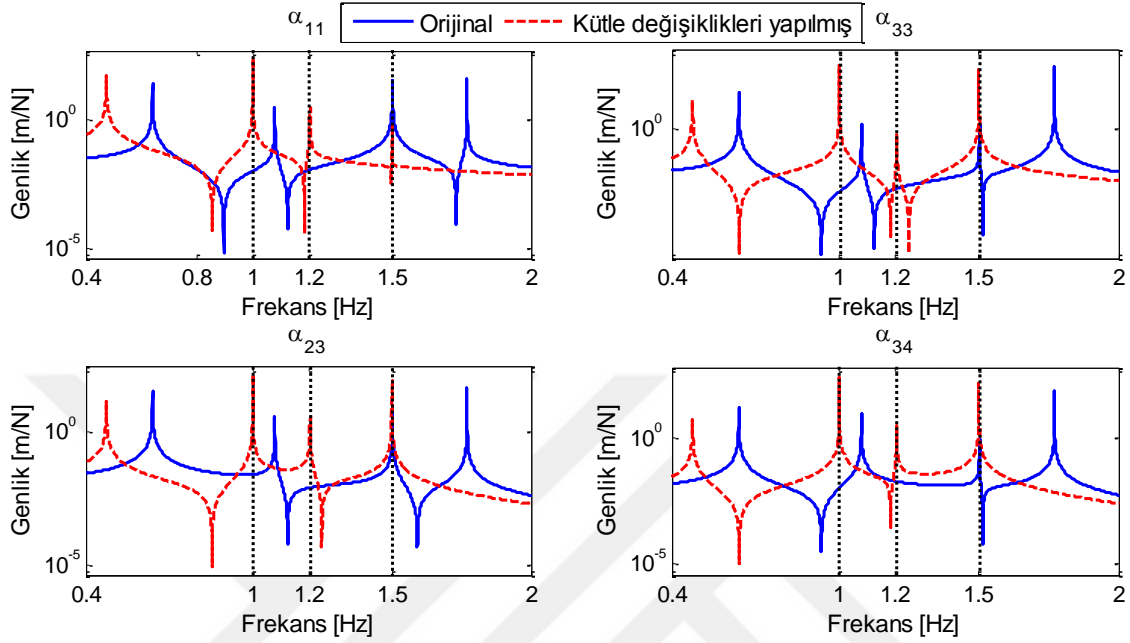 α11 Orijinal Kütle değişiklikleri yapılmış α33
Genlik [m/N]
10^0
10^-5
0.4 0.8 1 1.2 1.5 2
Frekans [Hz]
Genlik [m/N]
10^0
0.4 1 1.2 1.5 2
Frekans [Hz]
α23
Genlik [m/N]
10^0
10^-5
0.4 1 1.2 1.5 2
Frekans [Hz]
α34
Genlik [m/N]
10^0
10^-5
0.4 1 1.2 1.5 2
Frekans [Hz]